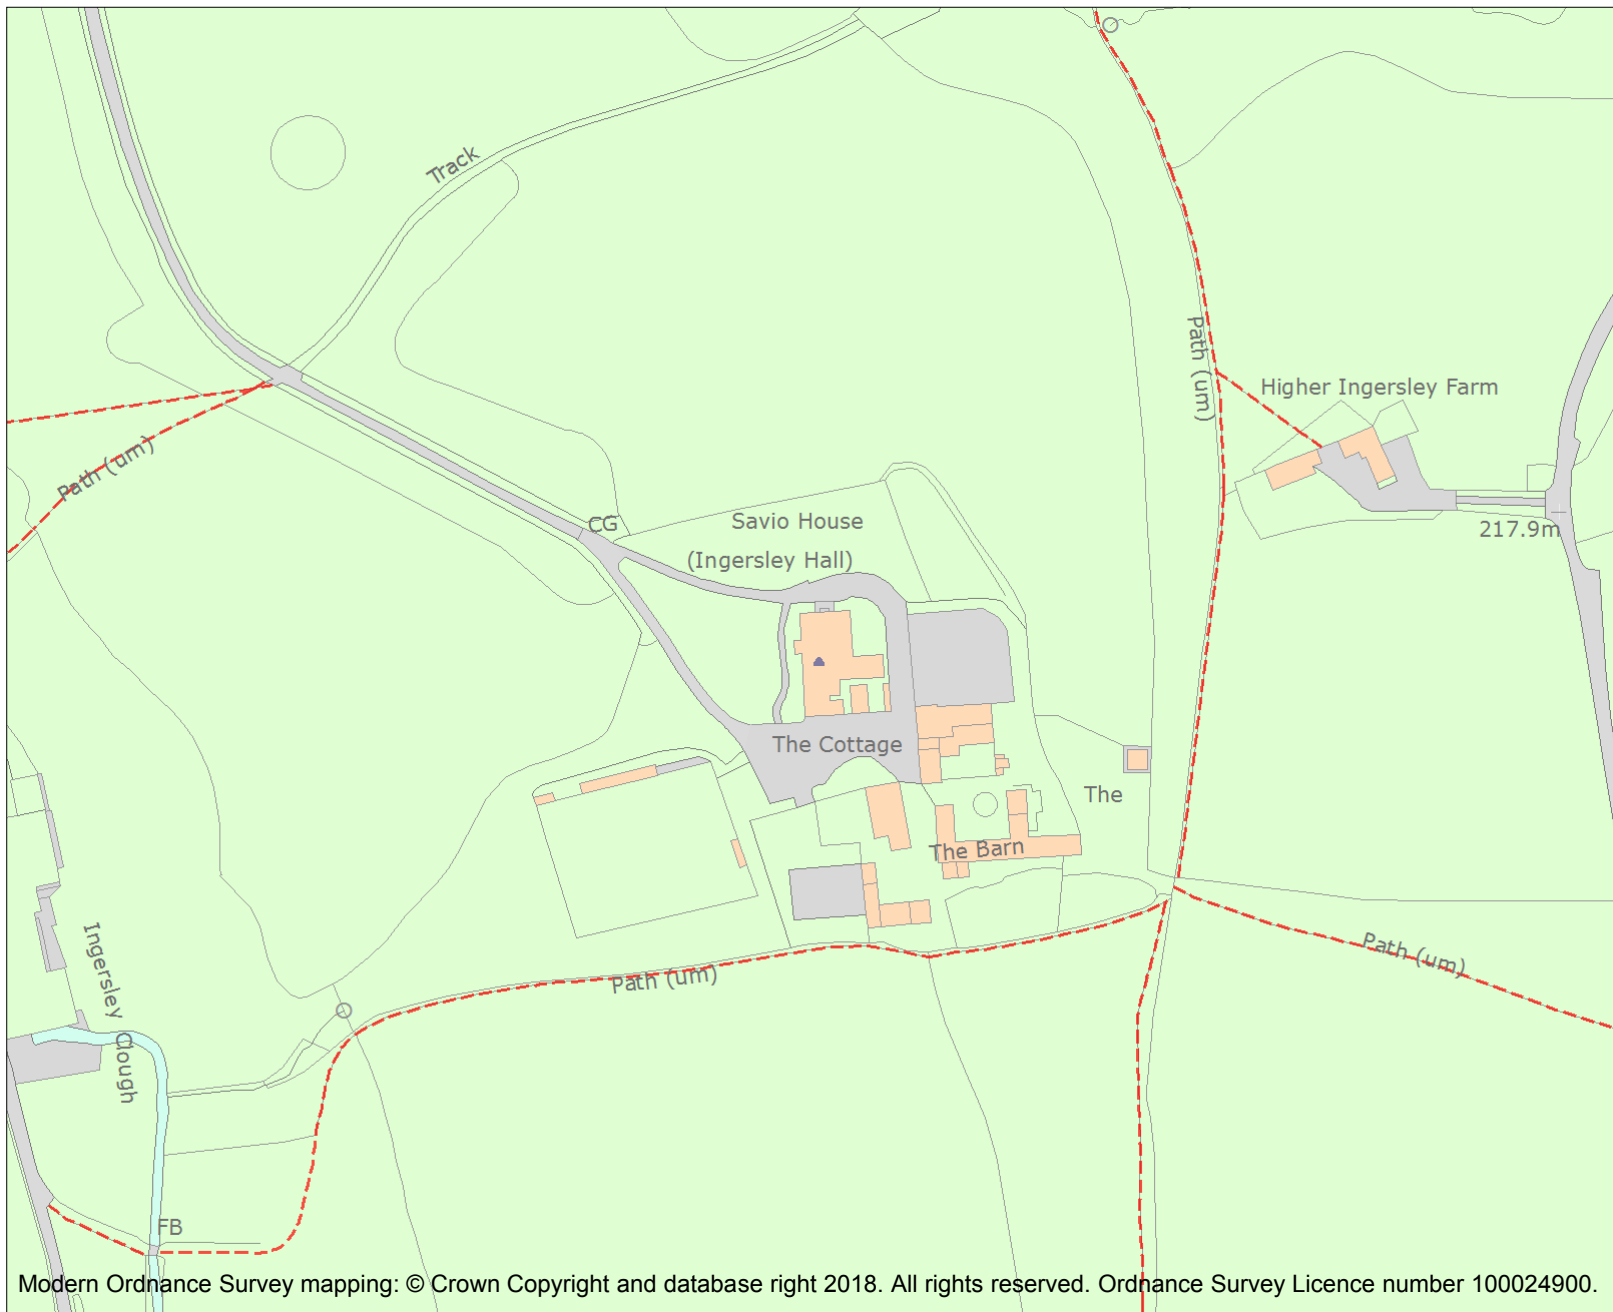 Track
Path (um)
Higher Ingersley Farm
Path (um)
CG
Savio House
(Ingersley Hall)
217.9m
The Cottage
The
The Barn
Ingersley Clough
Path (um)
Path (um)
FB
Modern Ordnance Survey mapping: © Crown Copyright and database right 2018. All rights reserved. Ordnance Survey Licence number 100024900.